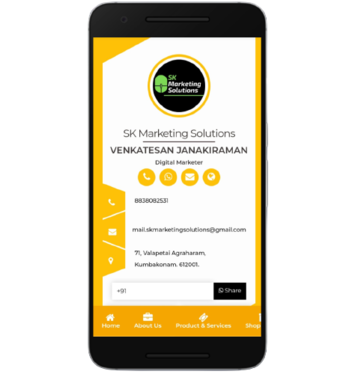 SK
Marketing
Solutions
SK Marketing Solutions
VENKATESAN JANAKIRAMAN
Digital Marketer
8838082531
mail.skmarketingsolutions@gmail.com
71, Valapetai Agraharam,
Kumbakonam. 612001.
+91
Share
Home
About Us
Product & Services
Shop